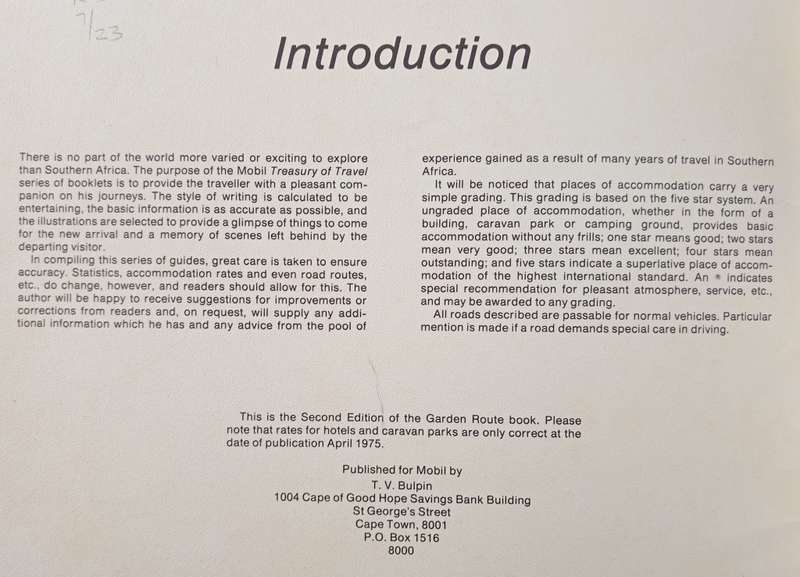 7/23
Introduction
There is no part of the world more varied or exciting to explore
than Southern Africa. The purpose of the Mobil Treasury of Travel
series of booklets is to provide the traveller with a pleasant com-
panion on his journeys. The style of writing is calculated to be
entertaining, the basic information is as accurate as possible, and
the illustrations are selected to provide a glimpse of things to come
for the new arrival and a memory of scenes left behind by the
departing visitor.
In compiling this series of guides, great care is taken to ensure
accuracy. Statistics, accommodation rates and even road routes,
etc., do change, however, and readers should allow for this. The
author will be happy to receive suggestions for improvements or
corrections from readers and, on request, will supply any addi-
tional information which he has and any advice from the pool of
experience gained as a result of many years of travel in Southern
Africa.
It will be noticed that places of accommodation carry a very
simple grading. This grading is based on the five star system. An
ungraded place of accommodation, whether in the form of a
building, caravan park or camping ground, provides basic
accommodation without any frills; one star means good; two stars
mean very good; three stars mean excellent; four stars mean
outstanding; and five stars indicate a superlative place of accom-
modation of the highest international standard. An * indicates
special recommendation for pleasant atmosphere, service, etc.,
and may be awarded to any grading.
All roads described are passable for normal vehicles. Particular
mention is made if a road demands special care in driving.
This is the Second Edition of the Garden Route book. Please
note that rates for hotels and caravan parks are only correct at the
date of publication April 1975.
Published for Mobil by
T. V. Bulpin
1004 Cape of Good Hope Savings Bank Building
St George's Street
Cape Town, 8001
P.O. Box 1516
8000